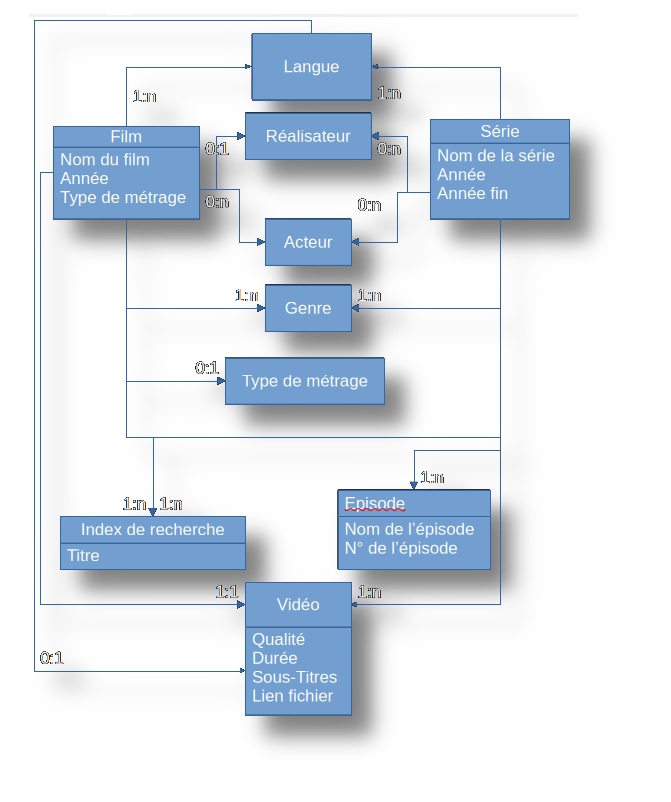 Langue
1:n
1:n
Film
Nom du film
Année
Type de métrage
Réalisateur
0:1
0:n
Série
Nom de la série
Année
Année fin
0:n
0:n
Acteur
1:n
1:n
Genre
0:1
Type de métrage
1:n
1:n
1:n
Index de recherche
Titre
Episode
Nom de l'épisode
N° de l'épisode
1:1
1:n
Vidéo
Qualité
Durée
Sous-Titres
Lien fichier
0:1